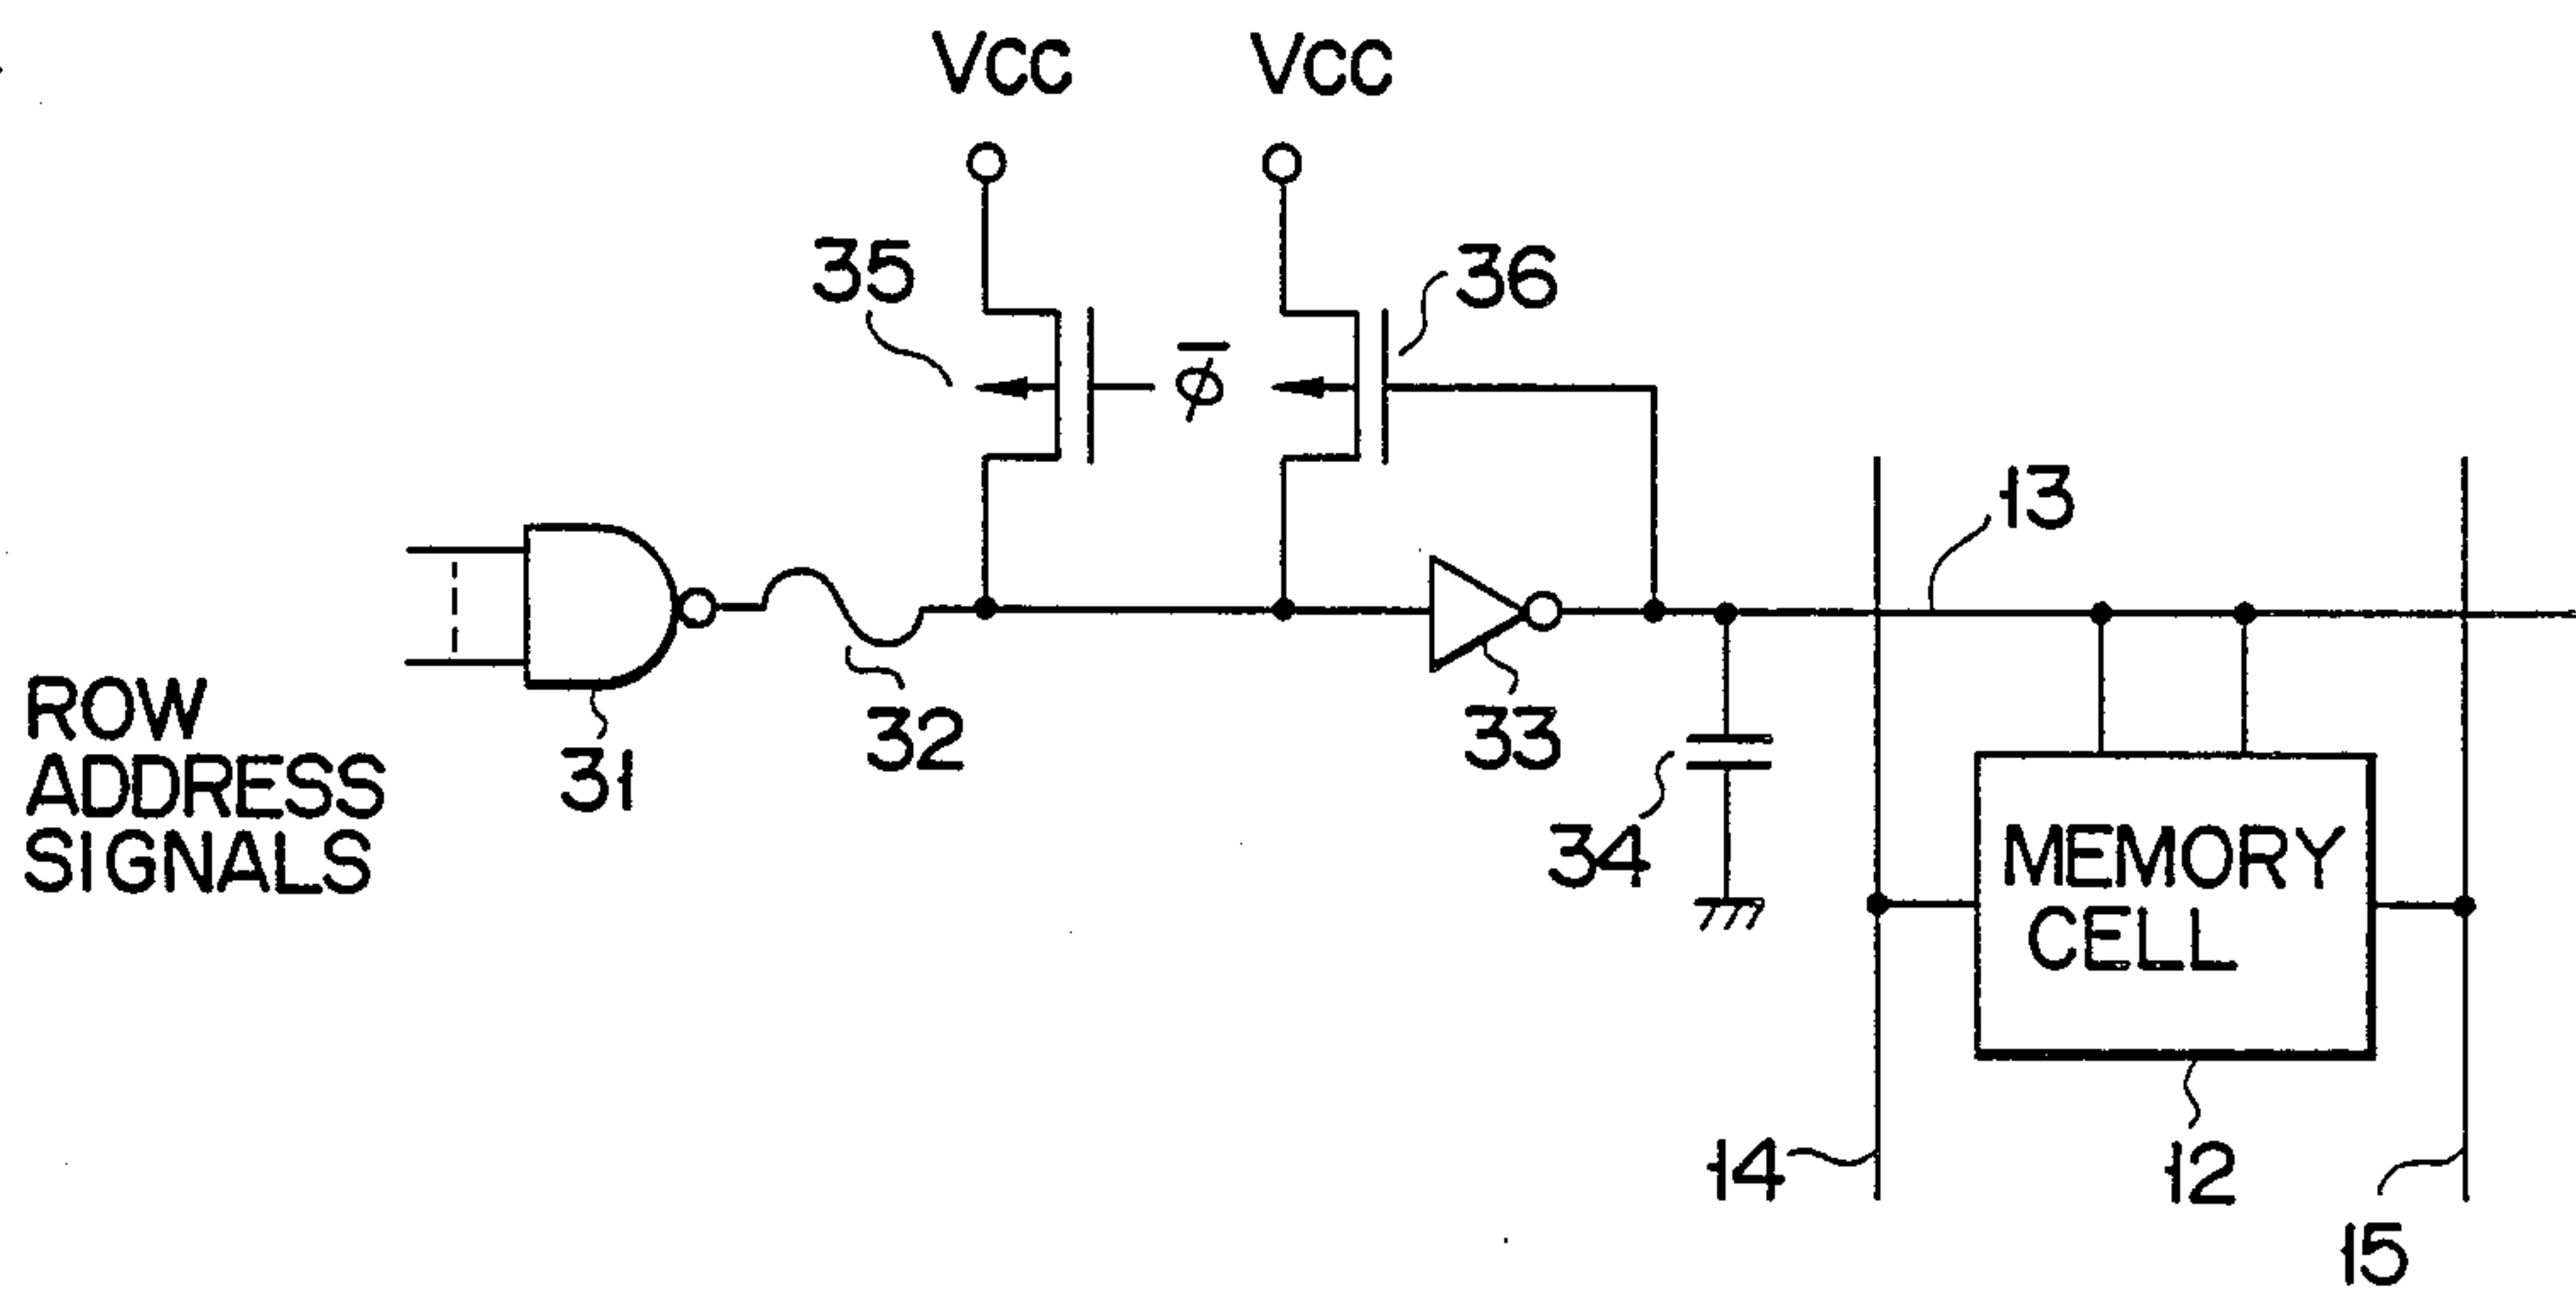 VCC
VCC
35
36
φ̅
13
ROW
ADDRESS
SIGNALS
31
32
33
34
MEMORY
CELL
14
12
15